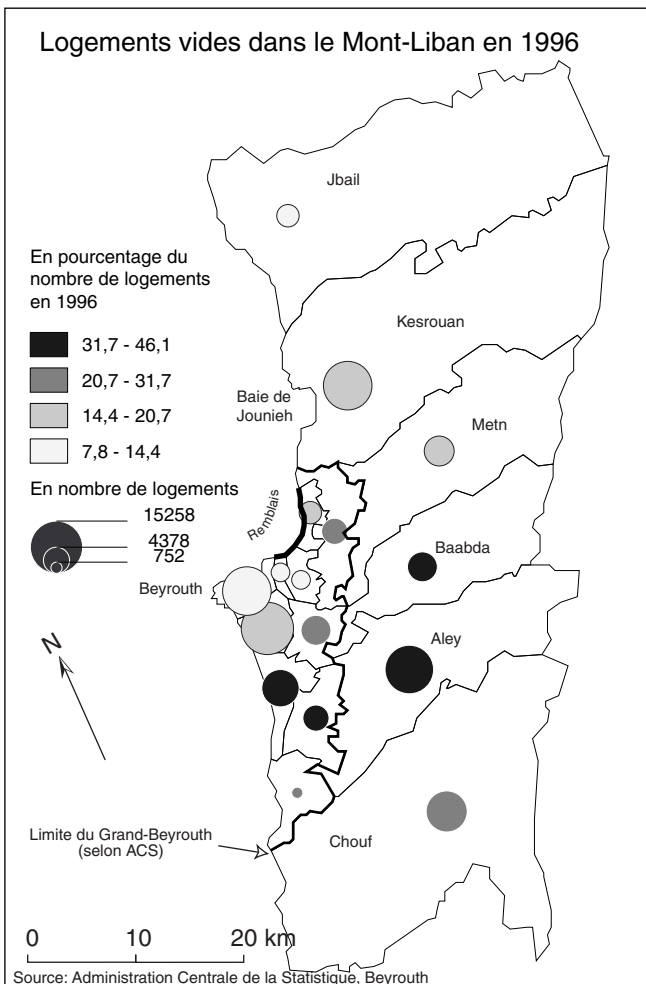 Logements vides dans le Mont-Liban en 1996
Jbail
En pourcentage du
nombre de logements
en 1996
31,7 - 46,1
20,7 - 31,7
14,4 - 20,7
7,8 - 14,4
Kesrouan
Baie de
Jounieh
Metn
En nombre de logements
15258
4378
752
Remblais
Baabda
Beyrouth
Aley
N
Limite du Grand-Beyrouth
(selon ACS)
Chouf
0 10 20 km
Source: Administration Centrale de la Statistique, Beyrouth